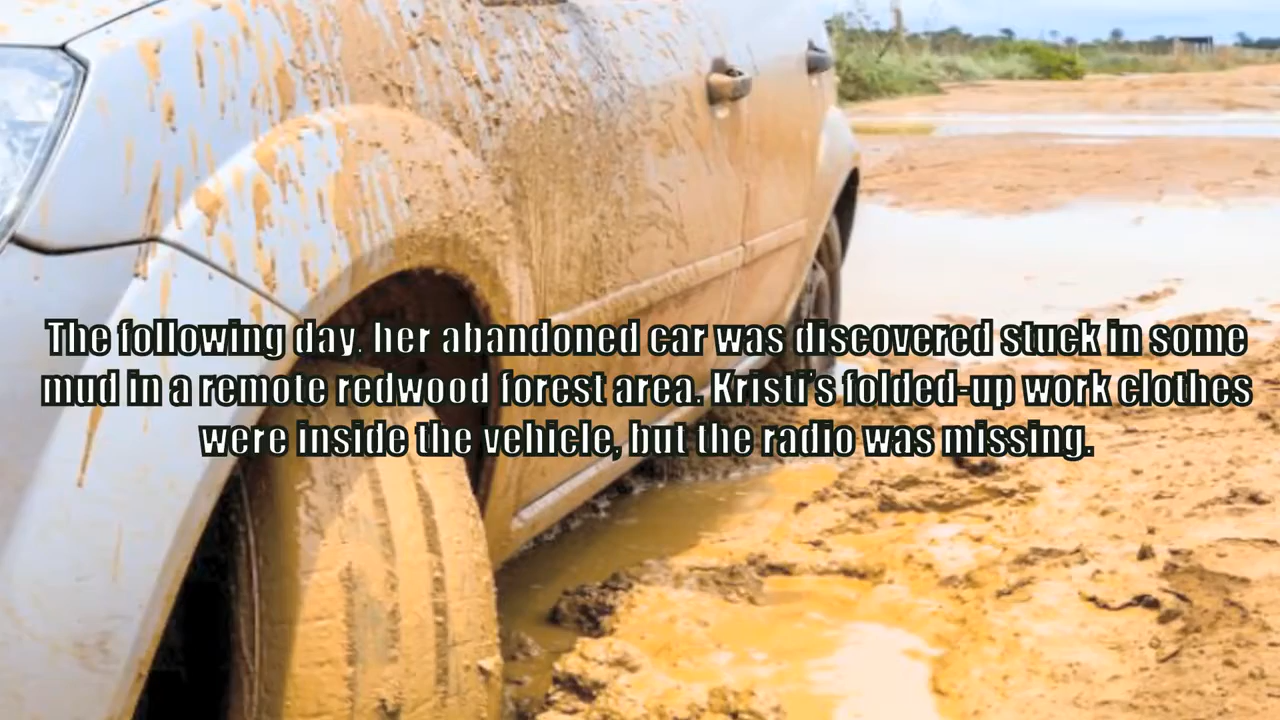 The following day, her abandoned car was discovered stuck in some
mud in a remote redwood forest area. Kristi's folded-up work clothes
were inside the vehicle, but the radio was missing.